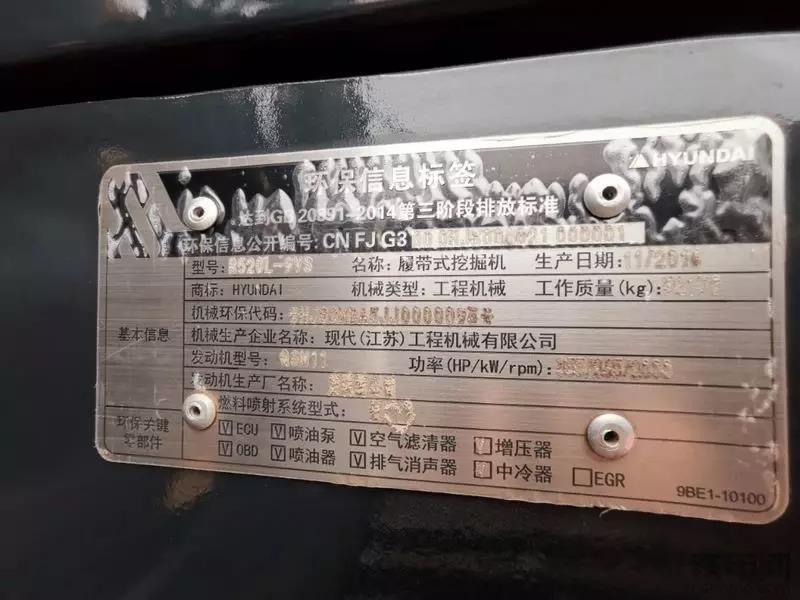 HYUNDAI
环保信息标签
达到GB 20891-2014第三阶段排放标准
环保信息公开编号: CN FJ G3 000001
型号: R520L-9VS 名称: 履带式挖掘机 生产日期: 11/201
商标: HYUNDAI 机械类型: 工程机械 工作质量(kg):
机械环保代码:
基本信息
机械生产企业名称: 现代(江苏)工程机械有限公司
发动机型号: QSM11 功率(HP/kW/rpm):
发动机生产厂名称:
燃料喷射系统型式:
环保关键
零部件
ECU 喷油泵 空气滤清器 增压器
OBD 喷油器 排气消声器 中冷器 EGR
9BE1-10100